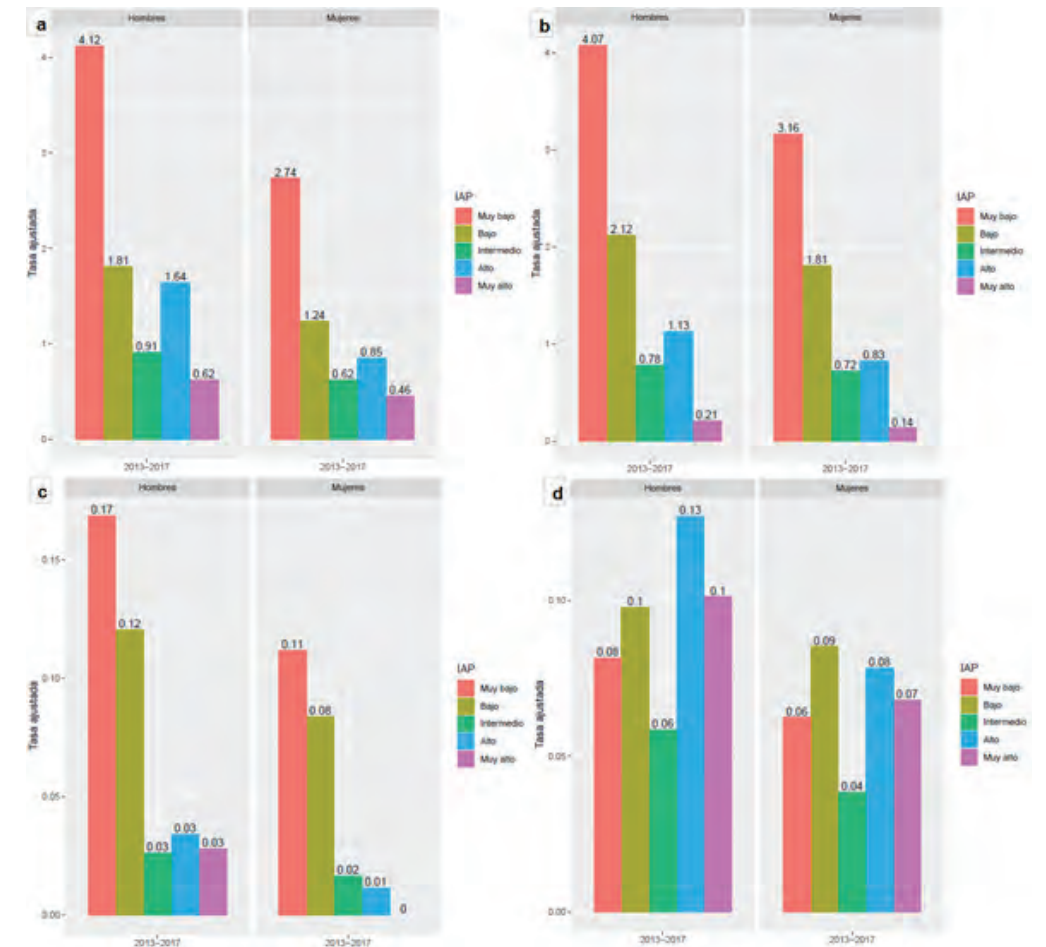 a
Hombres
Mujeres
Tasa ajustada
4
3
2
1
0
4.12
1.81
0.91
1.64
0.62
2.74
1.24
0.62
0.85
0.46
2013-2017
2013-2017
IAP
Muy bajo
Bajo
Intermedio
Alto
Muy alto
b
Hombres
Mujeres
Tasa ajustada
4
3
2
1
0
4.07
2.12
0.78
1.13
0.21
3.16
1.81
0.72
0.83
0.14
2013-2017
2013-2017
IAP
Muy bajo
Bajo
Intermedio
Alto
Muy alto
c
Hombres
Mujeres
Tasa ajustada
0.15
0.10
0.05
0.00
0.17
0.12
0.03
0.03
0.03
0.11
0.08
0.02
0.01
0
2013-2017
2013-2017
IAP
Muy bajo
Bajo
Intermedio
Alto
Muy alto
d
Hombres
Mujeres
Tasa ajustada
0.10
0.05
0.00
0.08
0.1
0.06
0.13
0.1
0.06
0.09
0.04
0.08
0.07
2013-2017
2013-2017
IAP
Muy bajo
Bajo
Intermedio
Alto
Muy alto